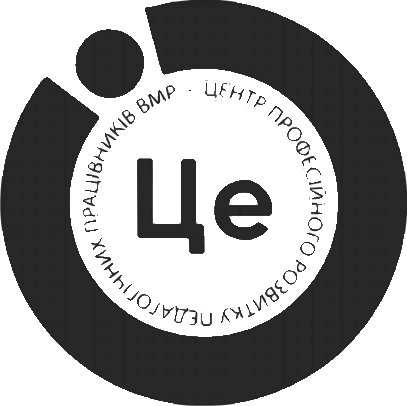 ЦЕНТР ПРОФЕСІЙНОГО РОЗВИТКУ ПЕДАГОГІЧНИХ ПРАЦІВНИКІВ ВМР ·
Це